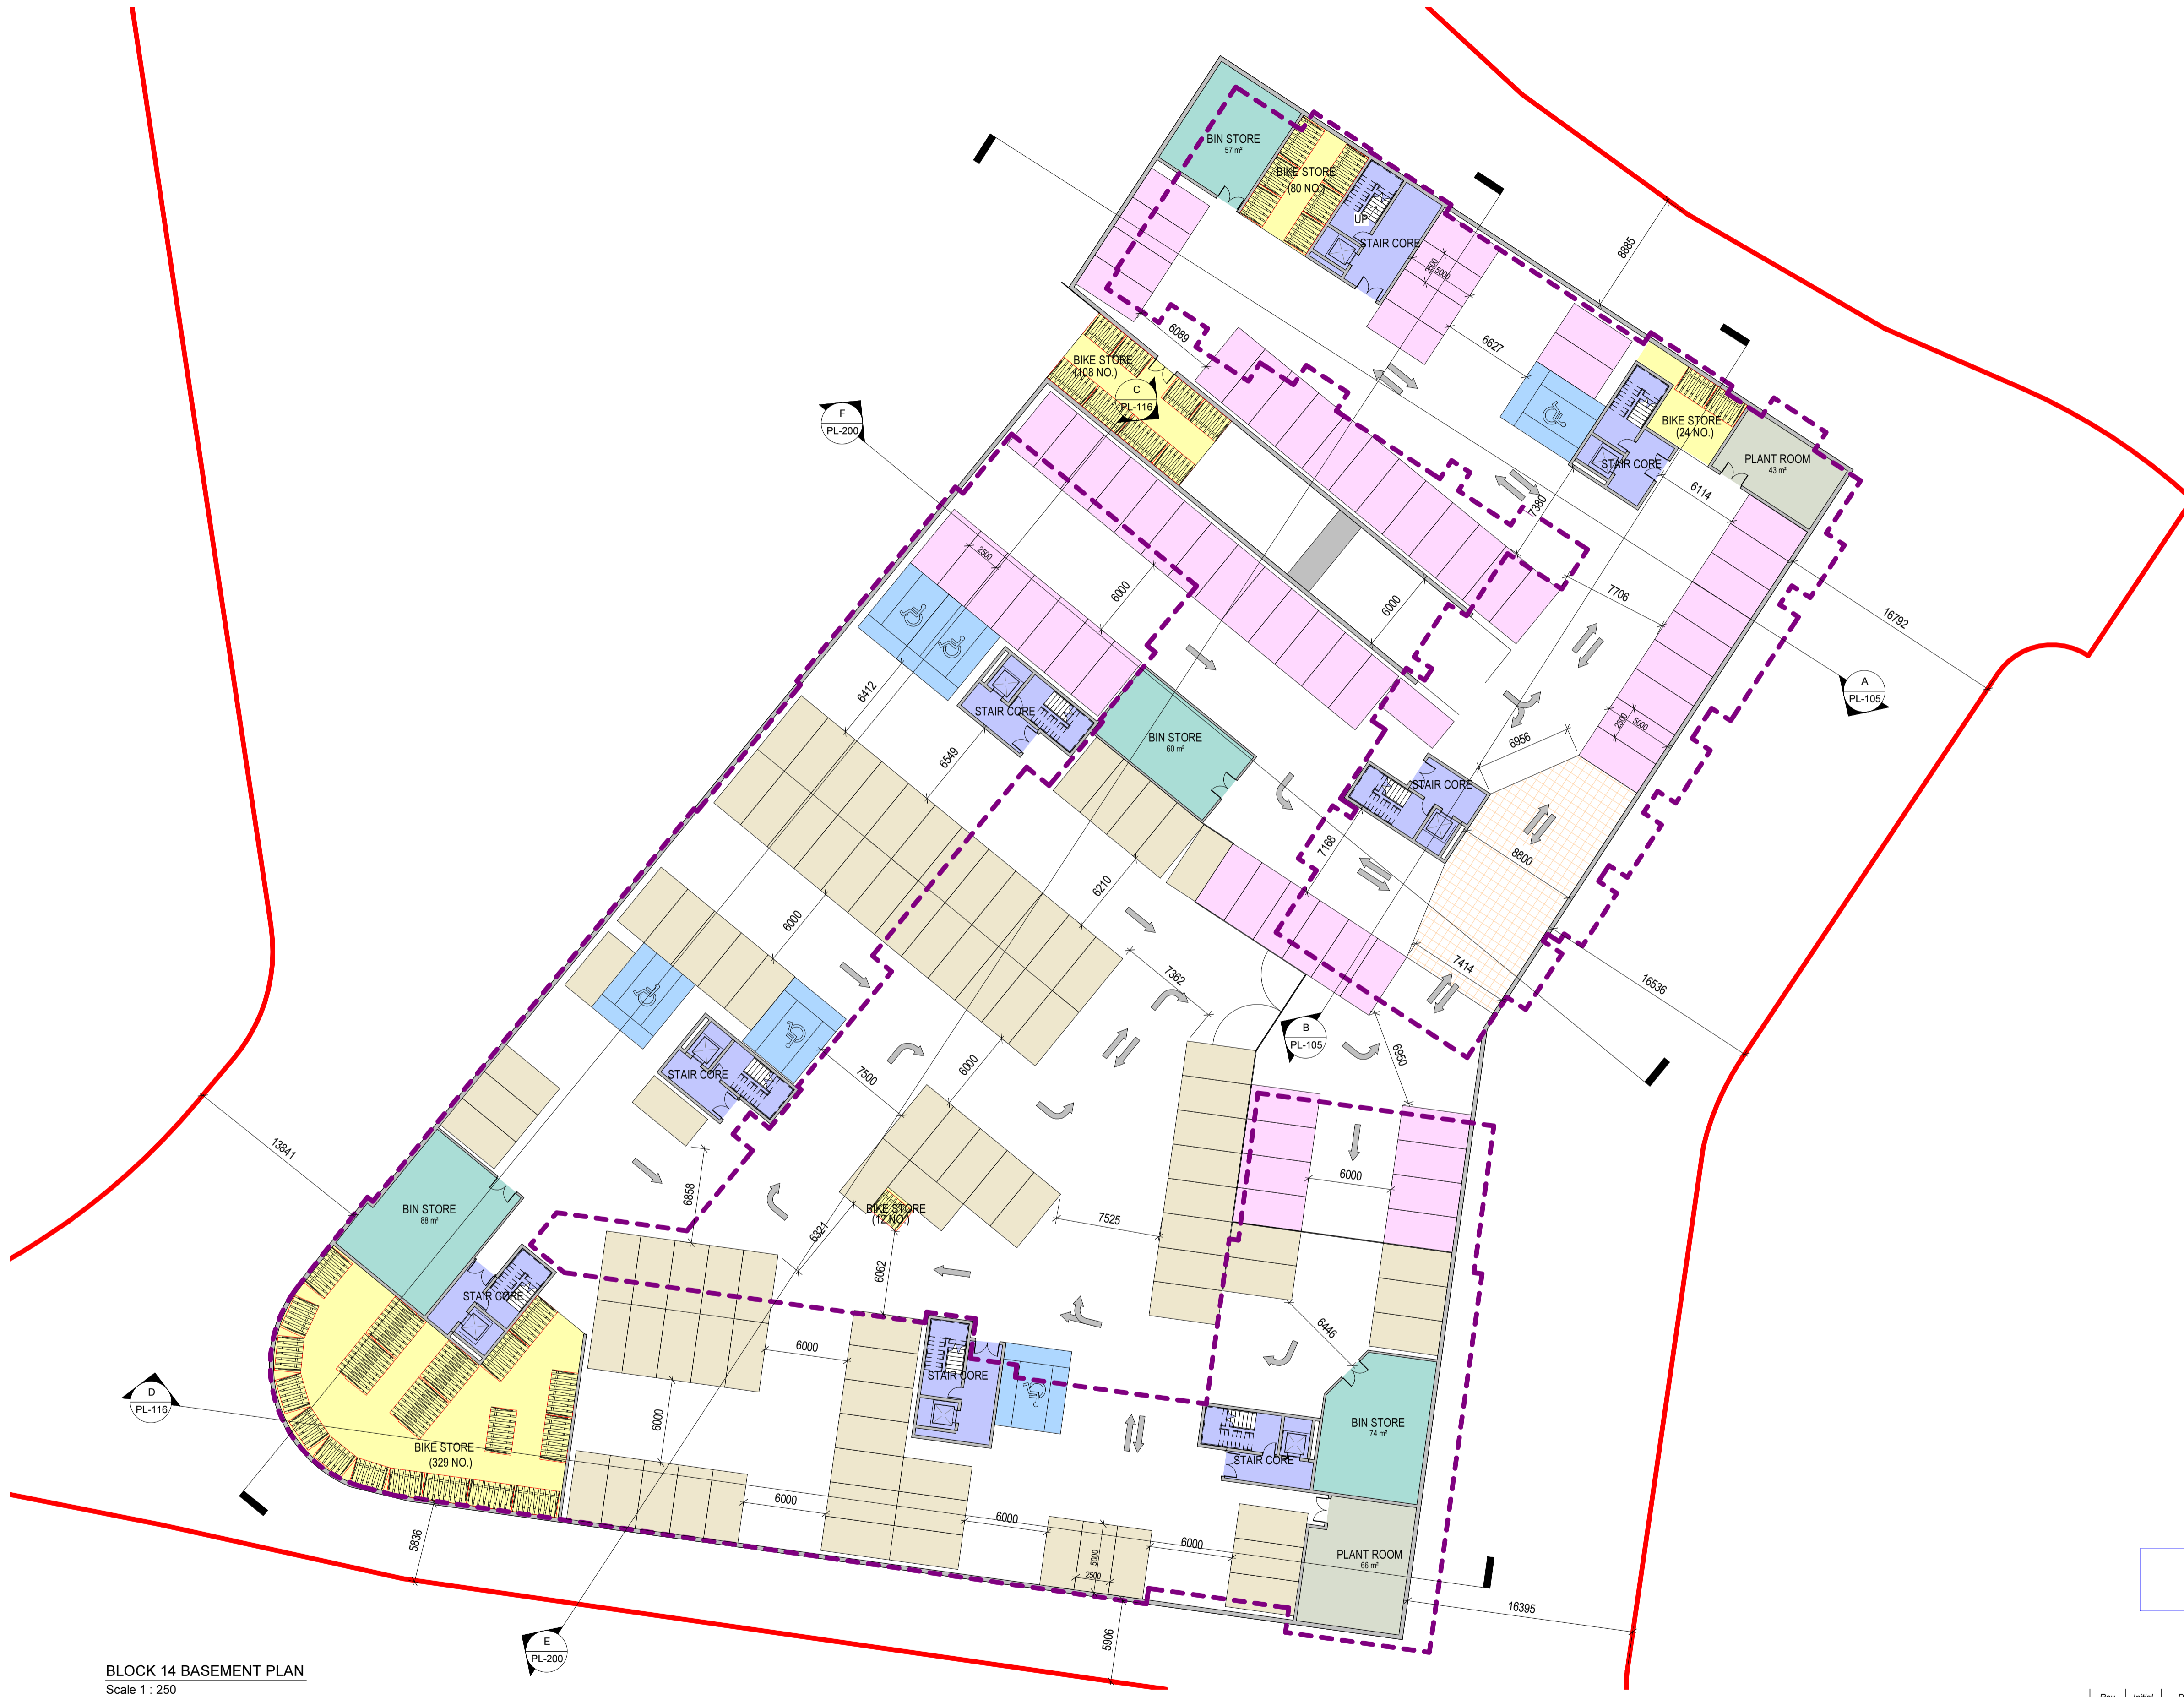 BIN STORE
57 m²
BIKE STORE
(80 NO.)
UP
STAIR CORE
2500
5000
8885
6089
6627
BIKE STORE
(108 NO.)
C
PL-116
F
PL-200
BIKE STORE
(24 NO.)
STAIR CORE
PLANT ROOM
43 m²
6114
7380
2500
6000
6000
7706
16792
A
PL-105
6412
STAIR CORE
6549
BIN STORE
60 m²
2500
5000
6956
STAIR CORE
7168
8800
6210
6000
7362
7414
16536
B
PL-105
6950
7500
6000
STAIR CORE
13841
6858
BIN STORE
88 m²
6321
BIKE STORE
(12 NO.)
7525
6000
6062
STAIR CORE
6000
6446
STAIR CORE
D
PL-116
6000
BIKE STORE
(329 NO.)
BIN STORE
74 m²
STAIR CORE
6000
6000
6000
5000
2500
PLANT ROOM
66 m²
5836
16395
5906
E
PL-200
BLOCK 14 BASEMENT PLAN
Scale 1 : 250
Rev
Initial